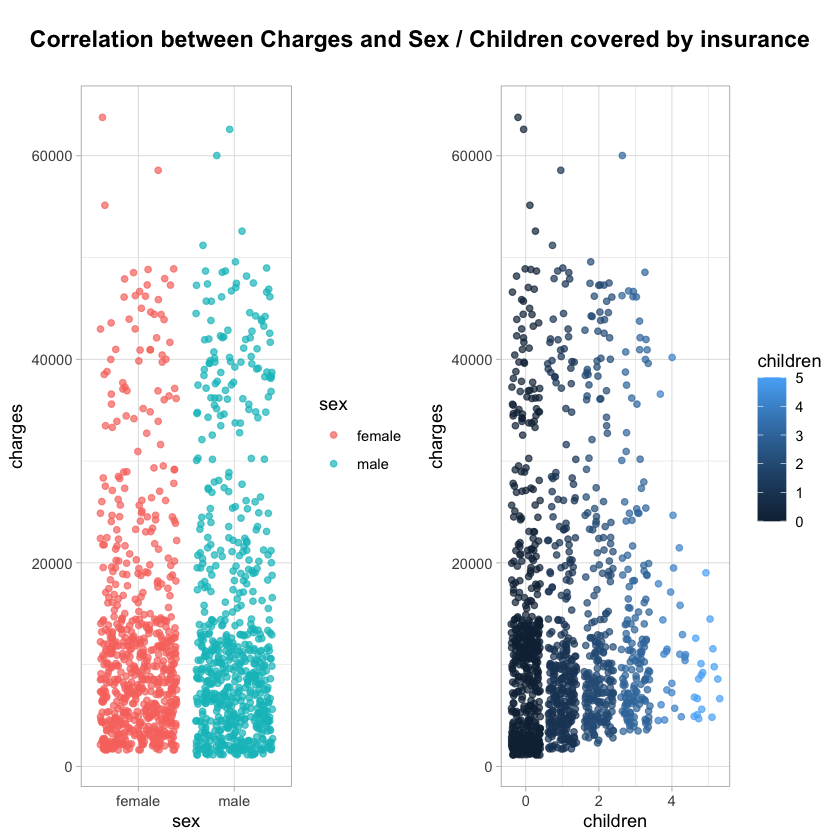 Correlation between Charges and Sex / Children covered by insurance
charges
60000
40000
20000
0
female
male
sex
sex
female
male
charges
60000
40000
20000
0
0
2
4
children
children
5
4
3
2
1
0